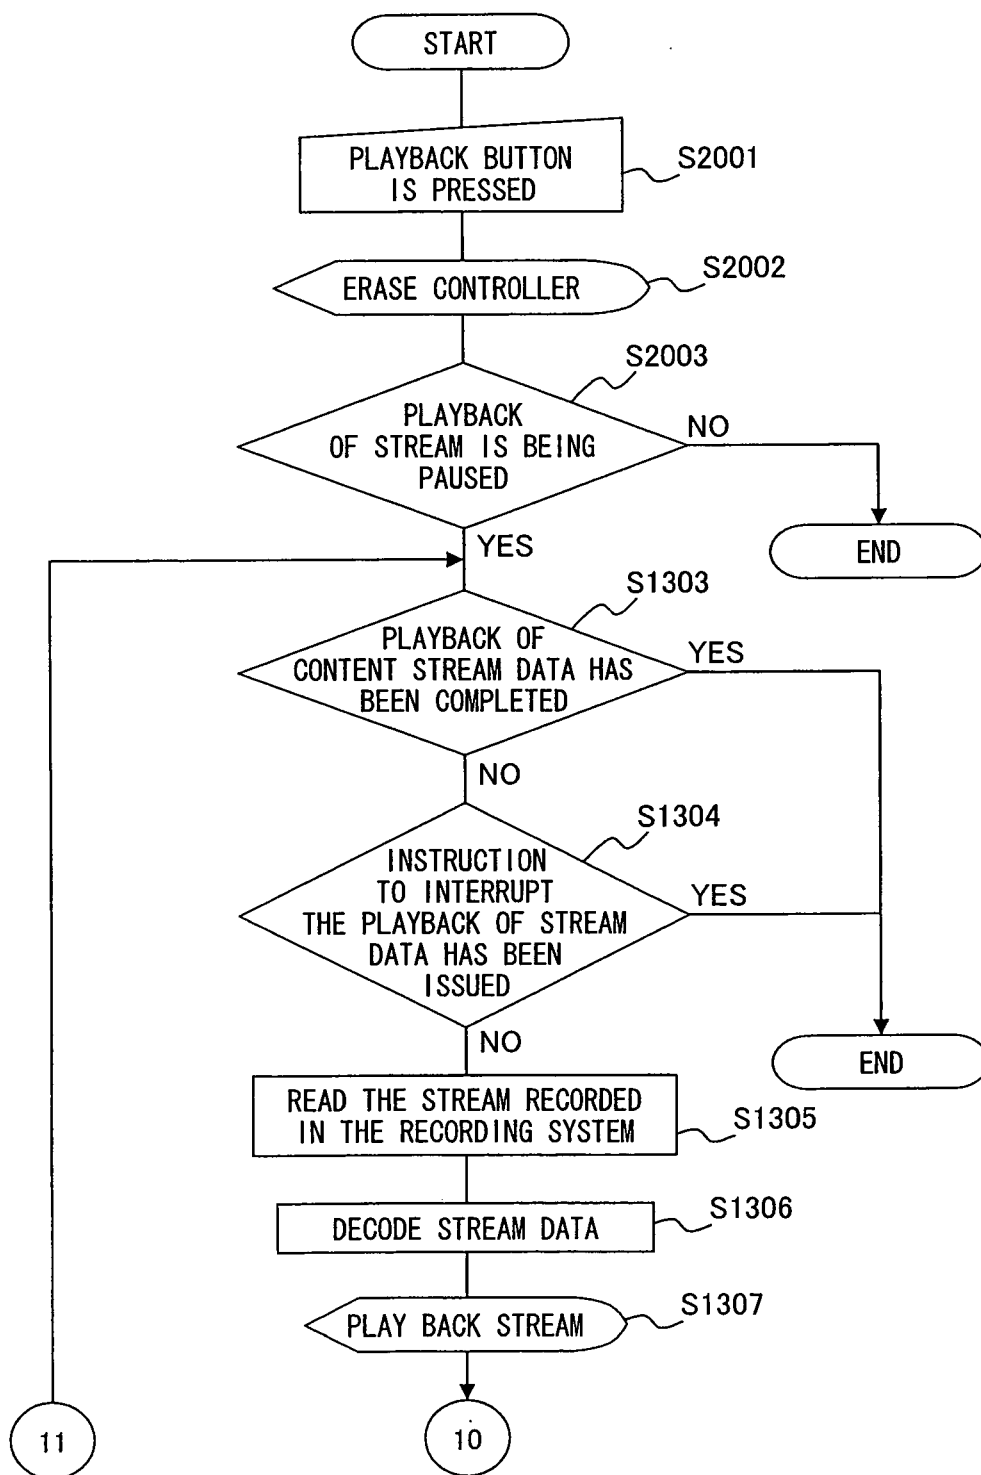 START
PLAYBACK BUTTON
IS PRESSED
S2001
ERASE CONTROLLER
S2002
S2003
PLAYBACK
OF STREAM IS BEING
PAUSED
NO
END
YES
S1303
PLAYBACK OF
CONTENT STREAM DATA HAS
BEEN COMPLETED
YES
NO
S1304
INSTRUCTION
TO INTERRUPT
THE PLAYBACK OF STREAM
DATA HAS BEEN
ISSUED
YES
NO
END
READ THE STREAM RECORDED
IN THE RECORDING SYSTEM
S1305
DECODE STREAM DATA
S1306
PLAY BACK STREAM
S1307
11
10